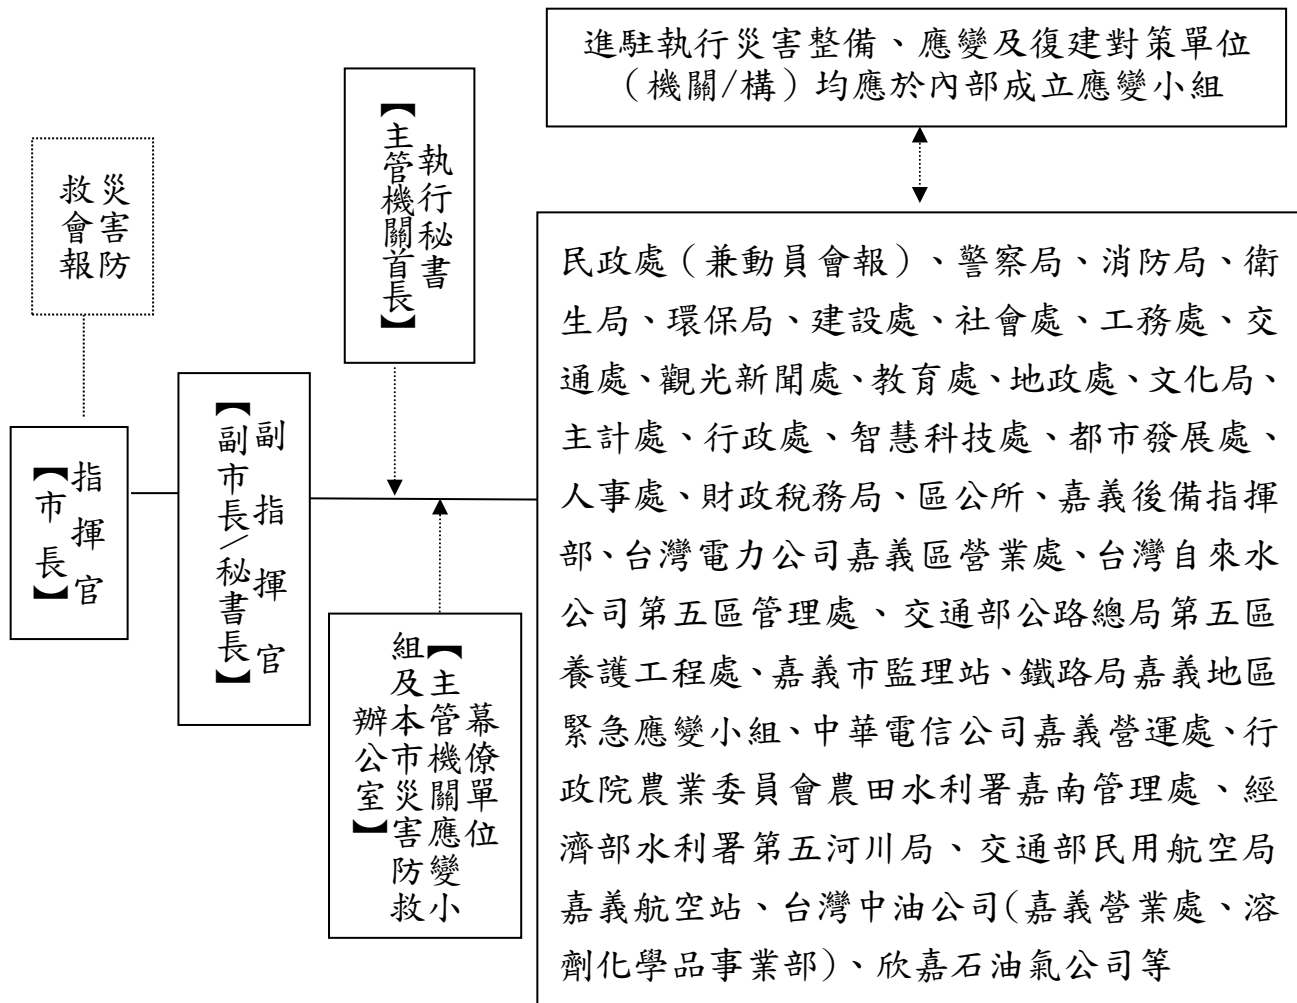 進駐執行災害整備、應變及復建對策單位
（機關/構）均應於內部成立應變小組
執行秘書
【主管機關首長】
災害防
救會報
指揮官
【市長】
副指揮官
【副市長\秘書長】
幕僚單位
【主管機關應變小
組及本市災害防救
辦公室】
民政處（兼動員會報）、警察局、消防局、衛
生局、環保局、建設處、社會處、工務處、交
通處、觀光新聞處、教育處、地政處、文化局、
主計處、行政處、智慧科技處、都市發展處、
人事處、財政稅務局、區公所、嘉義後備指揮
部、台灣電力公司嘉義區營業處、台灣自來水
公司第五區管理處、交通部公路總局第五區
養護工程處、嘉義市監理站、鐵路局嘉義地區
緊急應變小組、中華電信公司嘉義營運處、行
政院農業委員會農田水利署嘉南管理處、經
濟部水利署第五河川局、交通部民用航空局
嘉義航空站、台灣中油公司(嘉義營業處、溶
劑化學品事業部)、欣嘉石油氣公司等